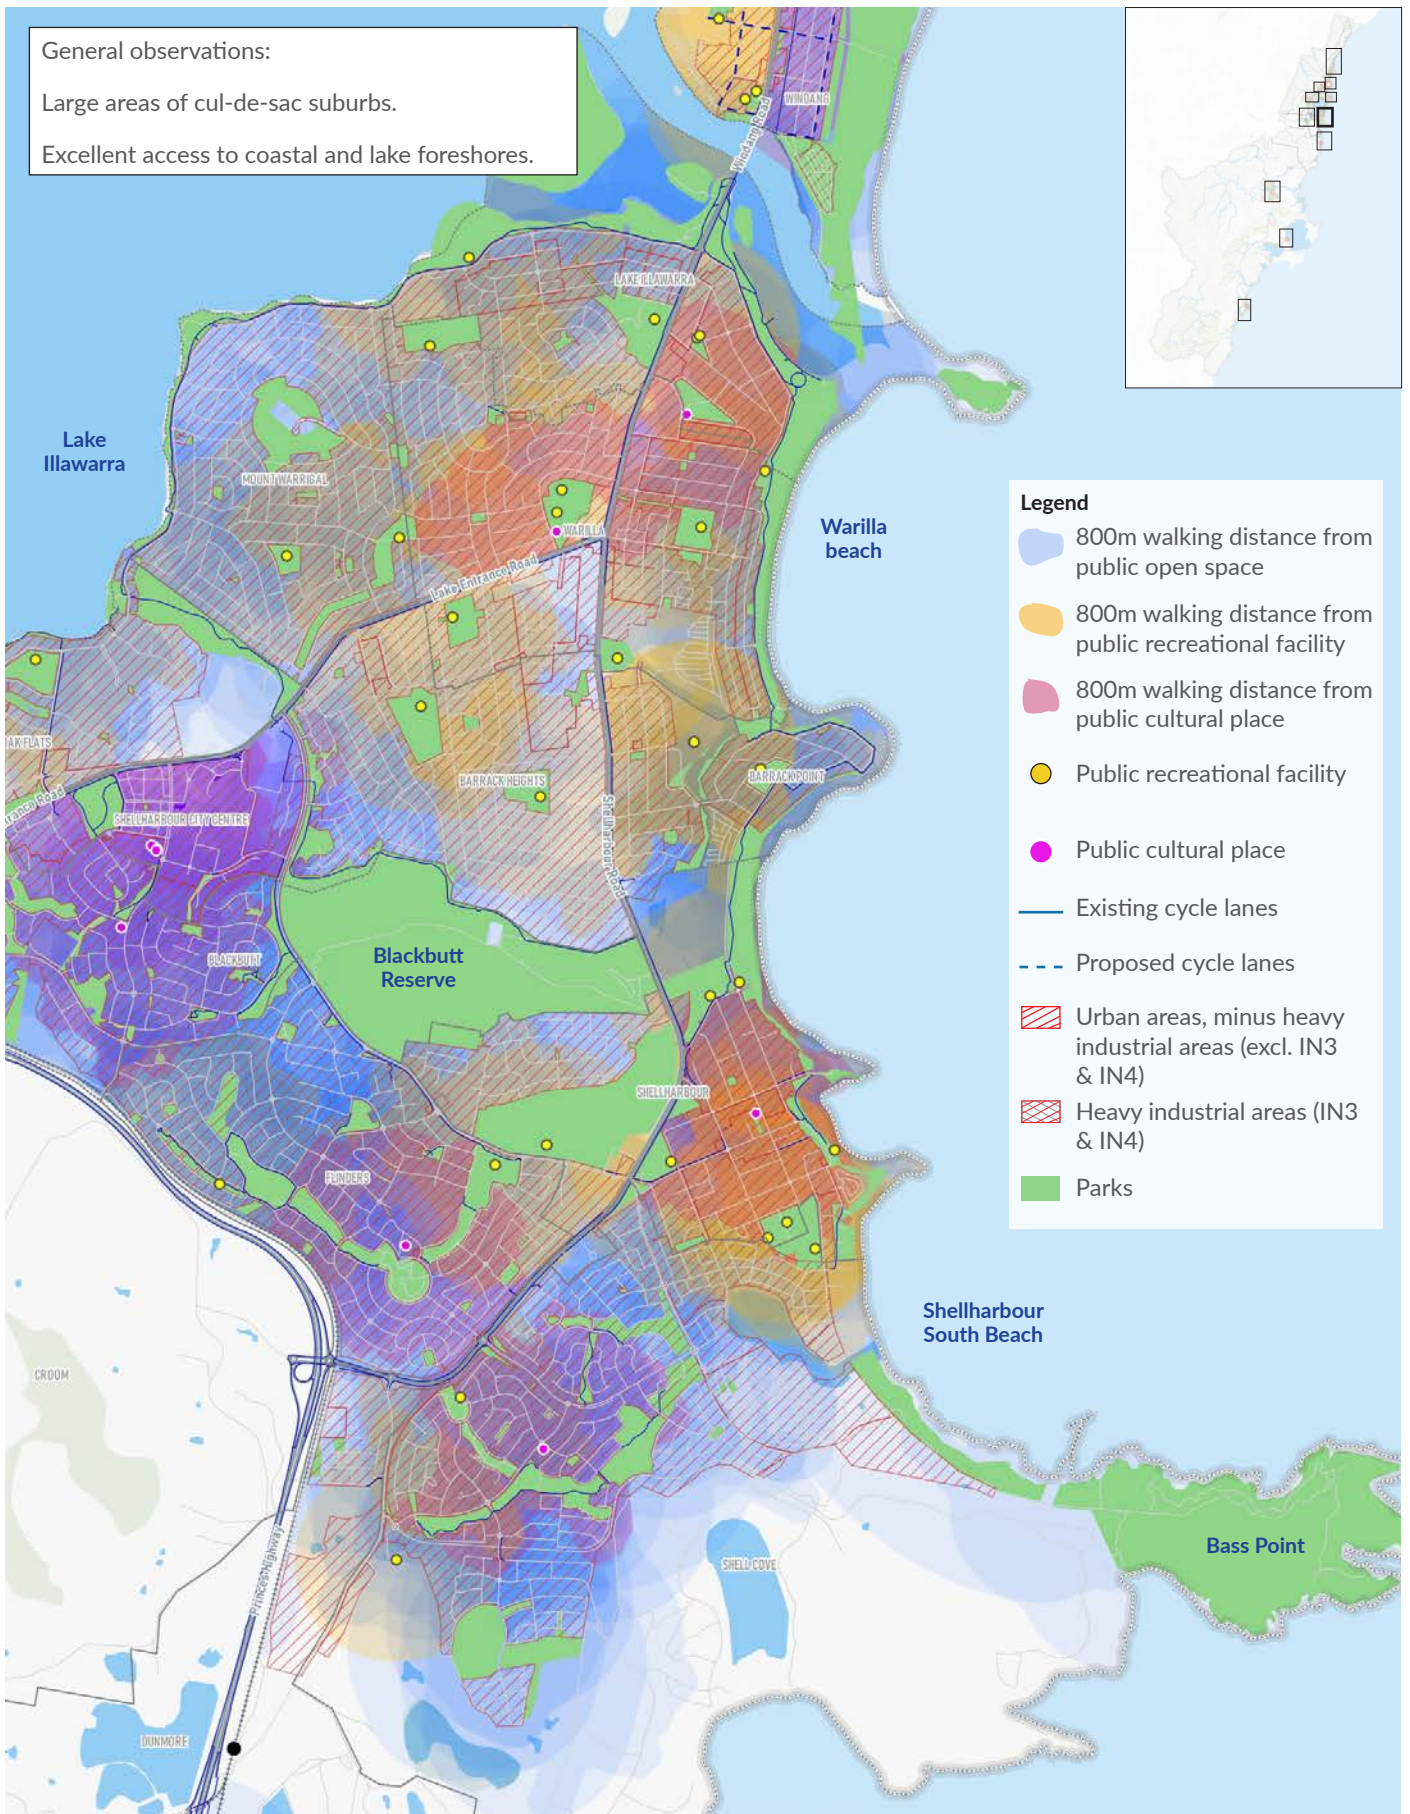 General observations:
Large areas of cul-de-sac suburbs.
Excellent access to coastal and lake foreshores.
WINDANG
Windang Road
LAKE ILLAWARRA
Lake
Illawarra
MOUNT WARRIGAL
WARILLA
Warilla
beach
Lake Entrance Road
Legend
800m walking distance from
public open space
800m walking distance from
public recreational facility
800m walking distance from
public cultural place
Public recreational facility
Public cultural place
Existing cycle lanes
Proposed cycle lanes
Urban areas, minus heavy
industrial areas (excl. IN3
& IN4)
Heavy industrial areas (IN3
& IN4)
Parks
OAK FLATS
BARRACK HEIGHTS
BARRACK POINT
trance Road
SHELLHARBOUR CITY CENTRE
Shellharbour Road
BLACKBUTT
Blackbutt
Reserve
SHELLHARBOUR
FLINDERS
Shellharbour
South Beach
CROOM
Princes Highway
SHELL COVE
Bass Point
DUNMORE